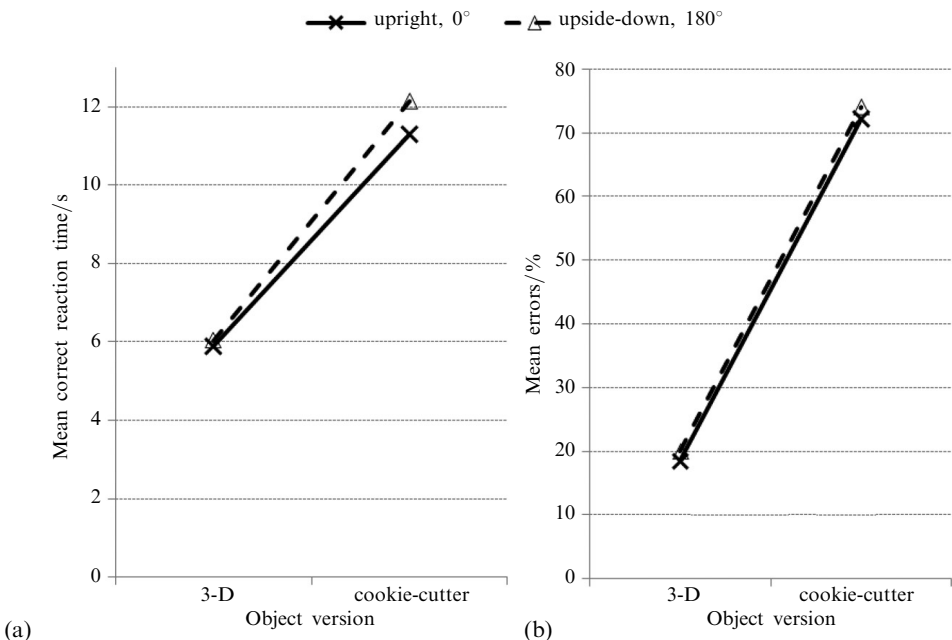 upright, 0° upside-down, 180°
Mean correct reaction time/s
12
10
8
6
4
2
0
3-D cookie-cutter
Object version
(a)
Mean errors/%
80
70
60
50
40
30
20
10
0
3-D cookie-cutter
Object version
(b)